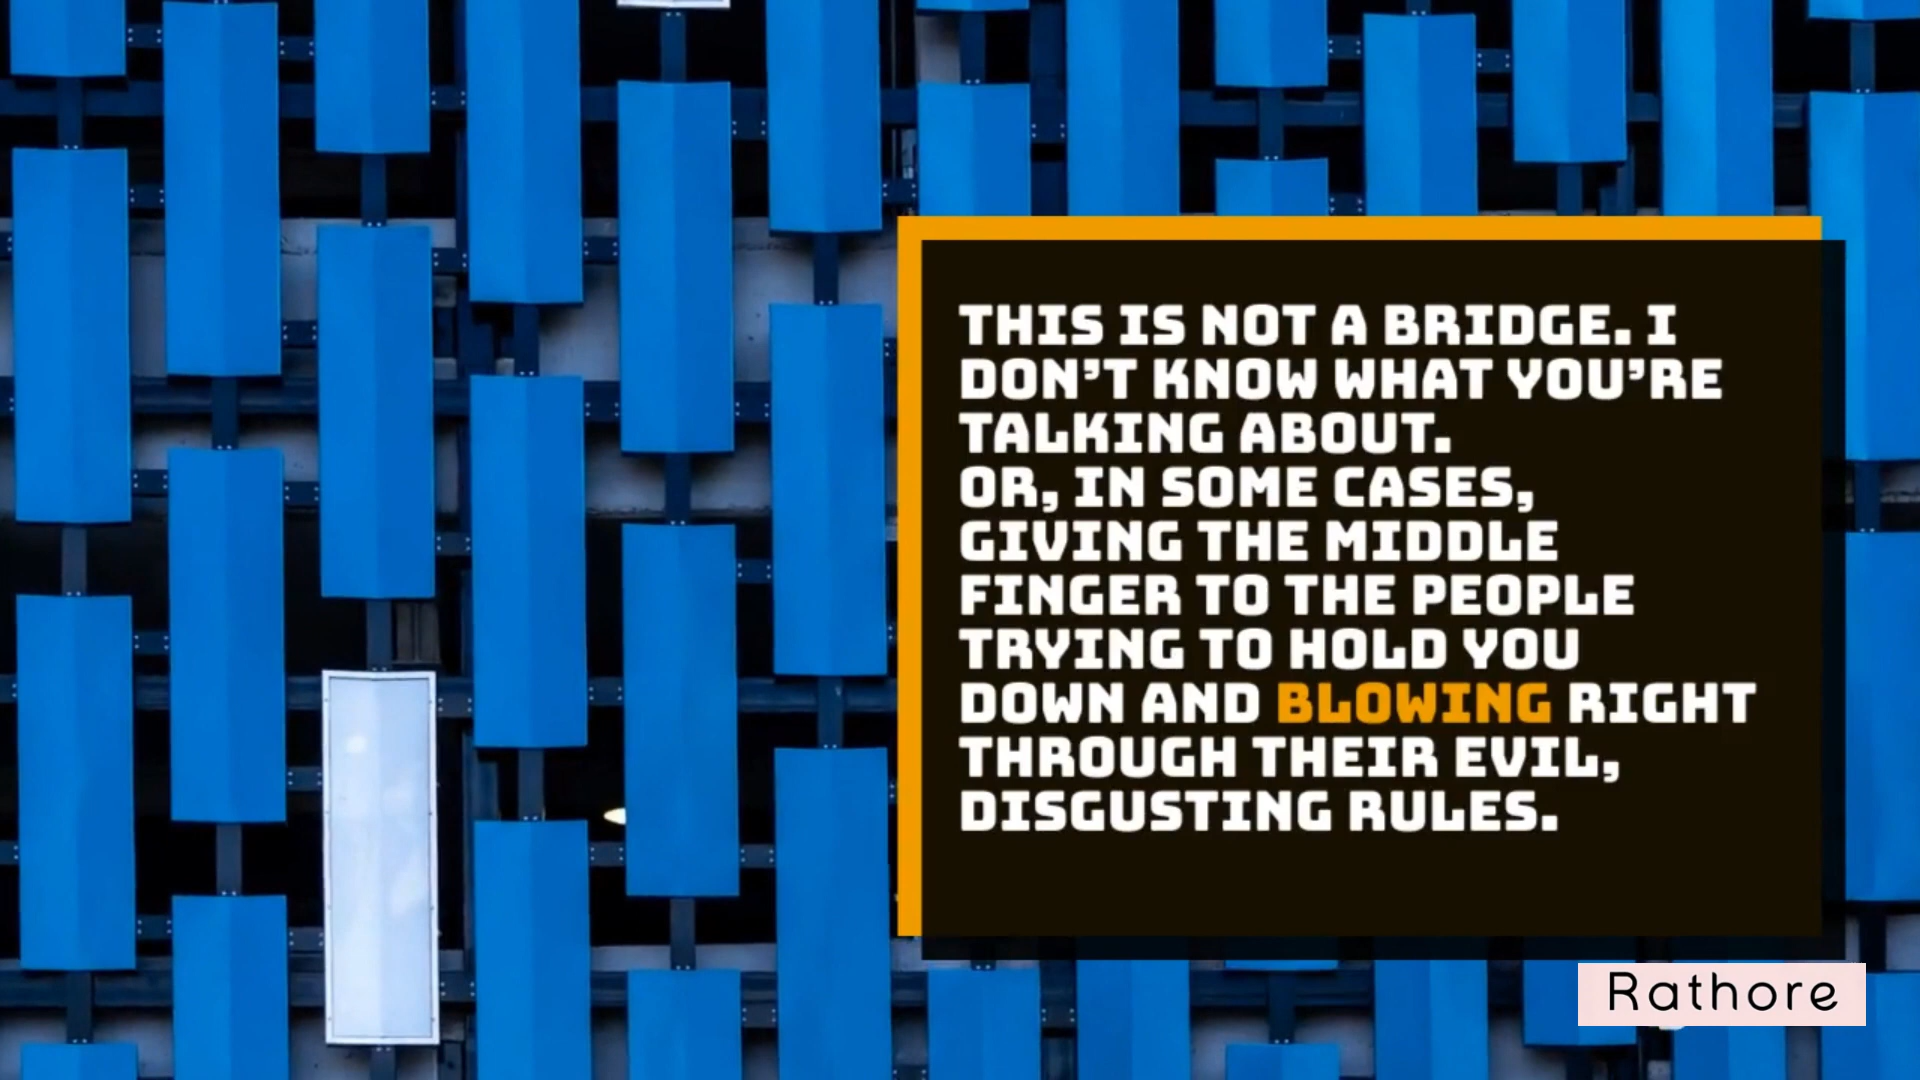 THIS IS NOT A BRIDGE. I
DON'T KNOW WHAT YOU'RE
TALKING ABOUT.
OR, IN SOME CASES,
GIVING THE MIDDLE
FINGER TO THE PEOPLE
TRYING TO HOLD YOU
DOWN AND BLOWING RIGHT
THROUGH THEIR EVIL,
DISGUSTING RULES.
Rathore